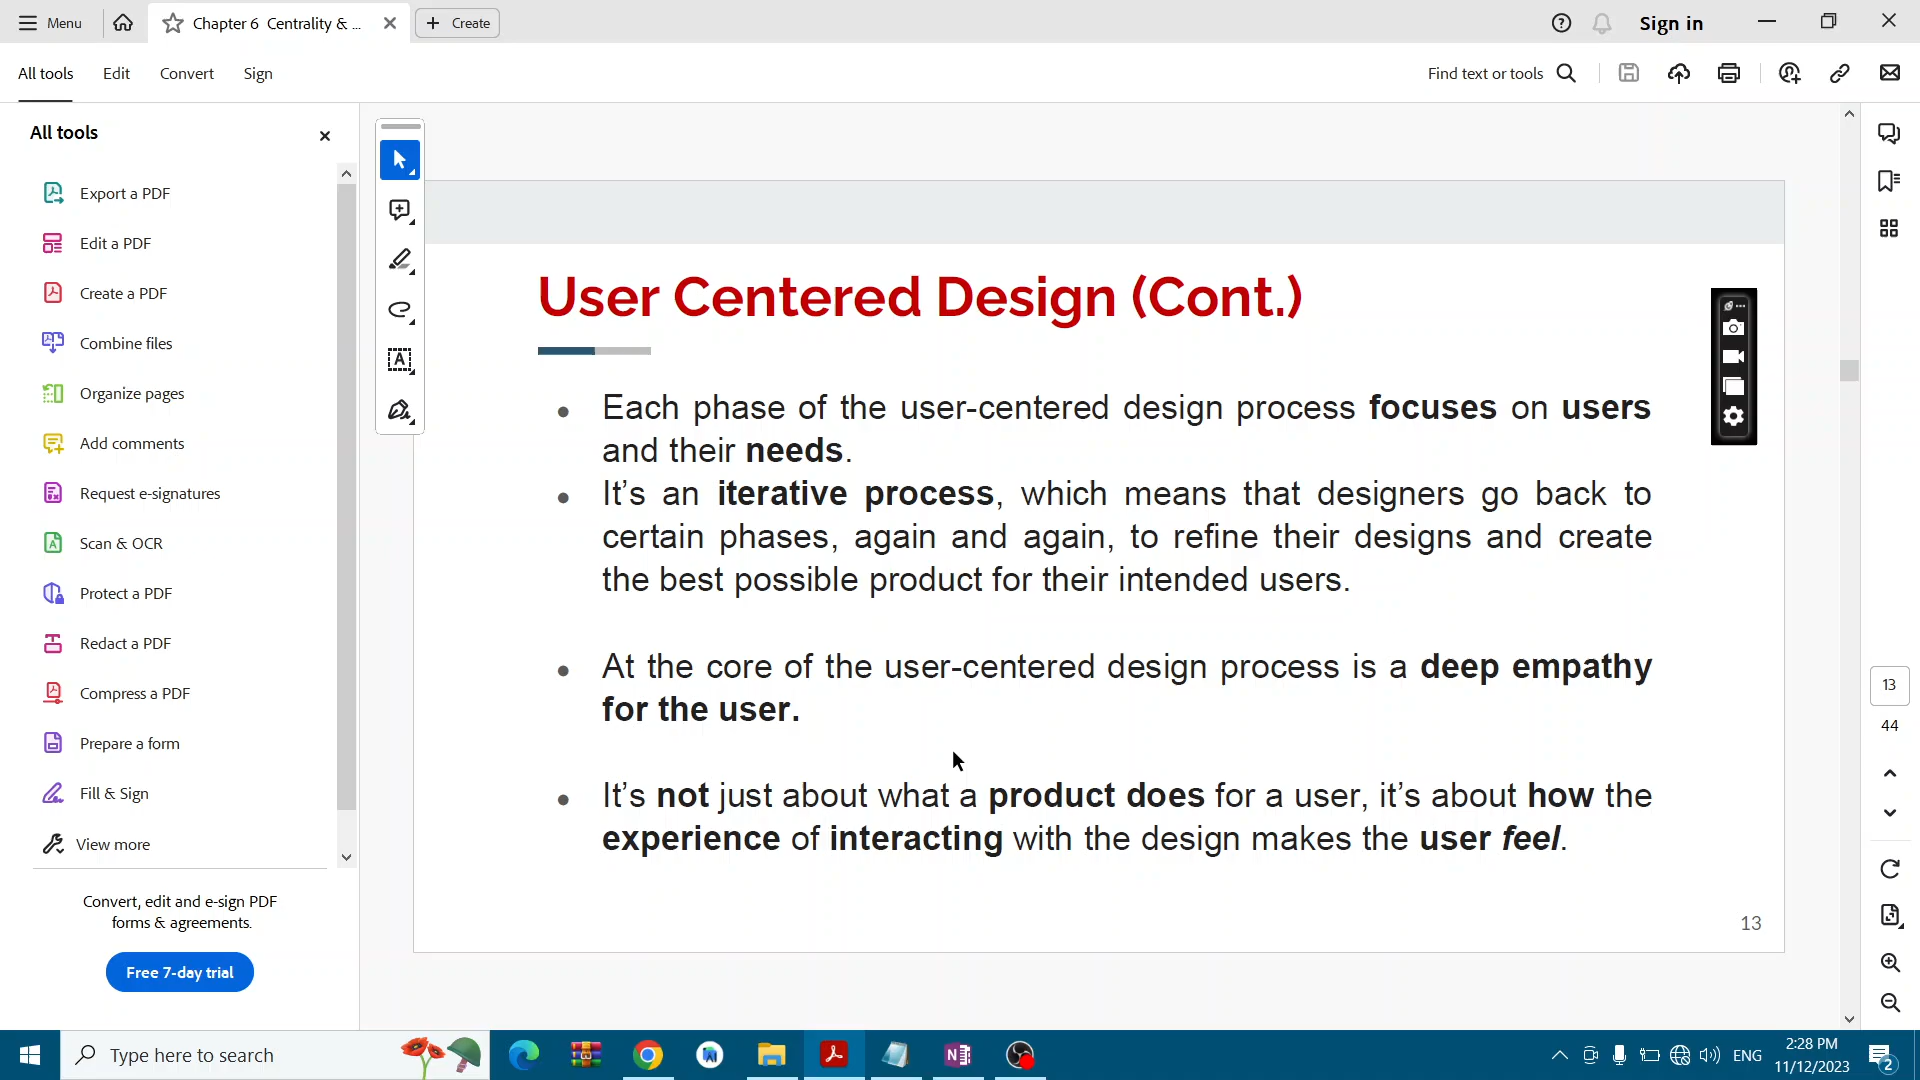 Menu
Chapter 6 Centrality & ...
Create
Sign in
All tools
Edit
Convert
Sign
Find text or tools
All tools
Export a PDF
Edit a PDF
Create a PDF
Combine files
Organize pages
Add comments
Request e-signatures
Scan & OCR
Protect a PDF
Redact a PDF
Compress a PDF
Prepare a form
Fill & Sign
View more
Convert, edit and e-sign PDF
forms & agreements.
Free 7-day trial
User Centered Design (Cont.)
• Each phase of the user-centered design process focuses on users
and their needs.
• It’s an iterative process, which means that designers go back to
certain phases, again and again, to refine their designs and create
the best possible product for their intended users.
• At the core of the user-centered design process is a deep empathy
for the user.
• It’s not just about what a product does for a user, it’s about how the
experience of interacting with the design makes the user feel.
13
13
44
Type here to search
ENG
2:28 PM
11/12/2023
2